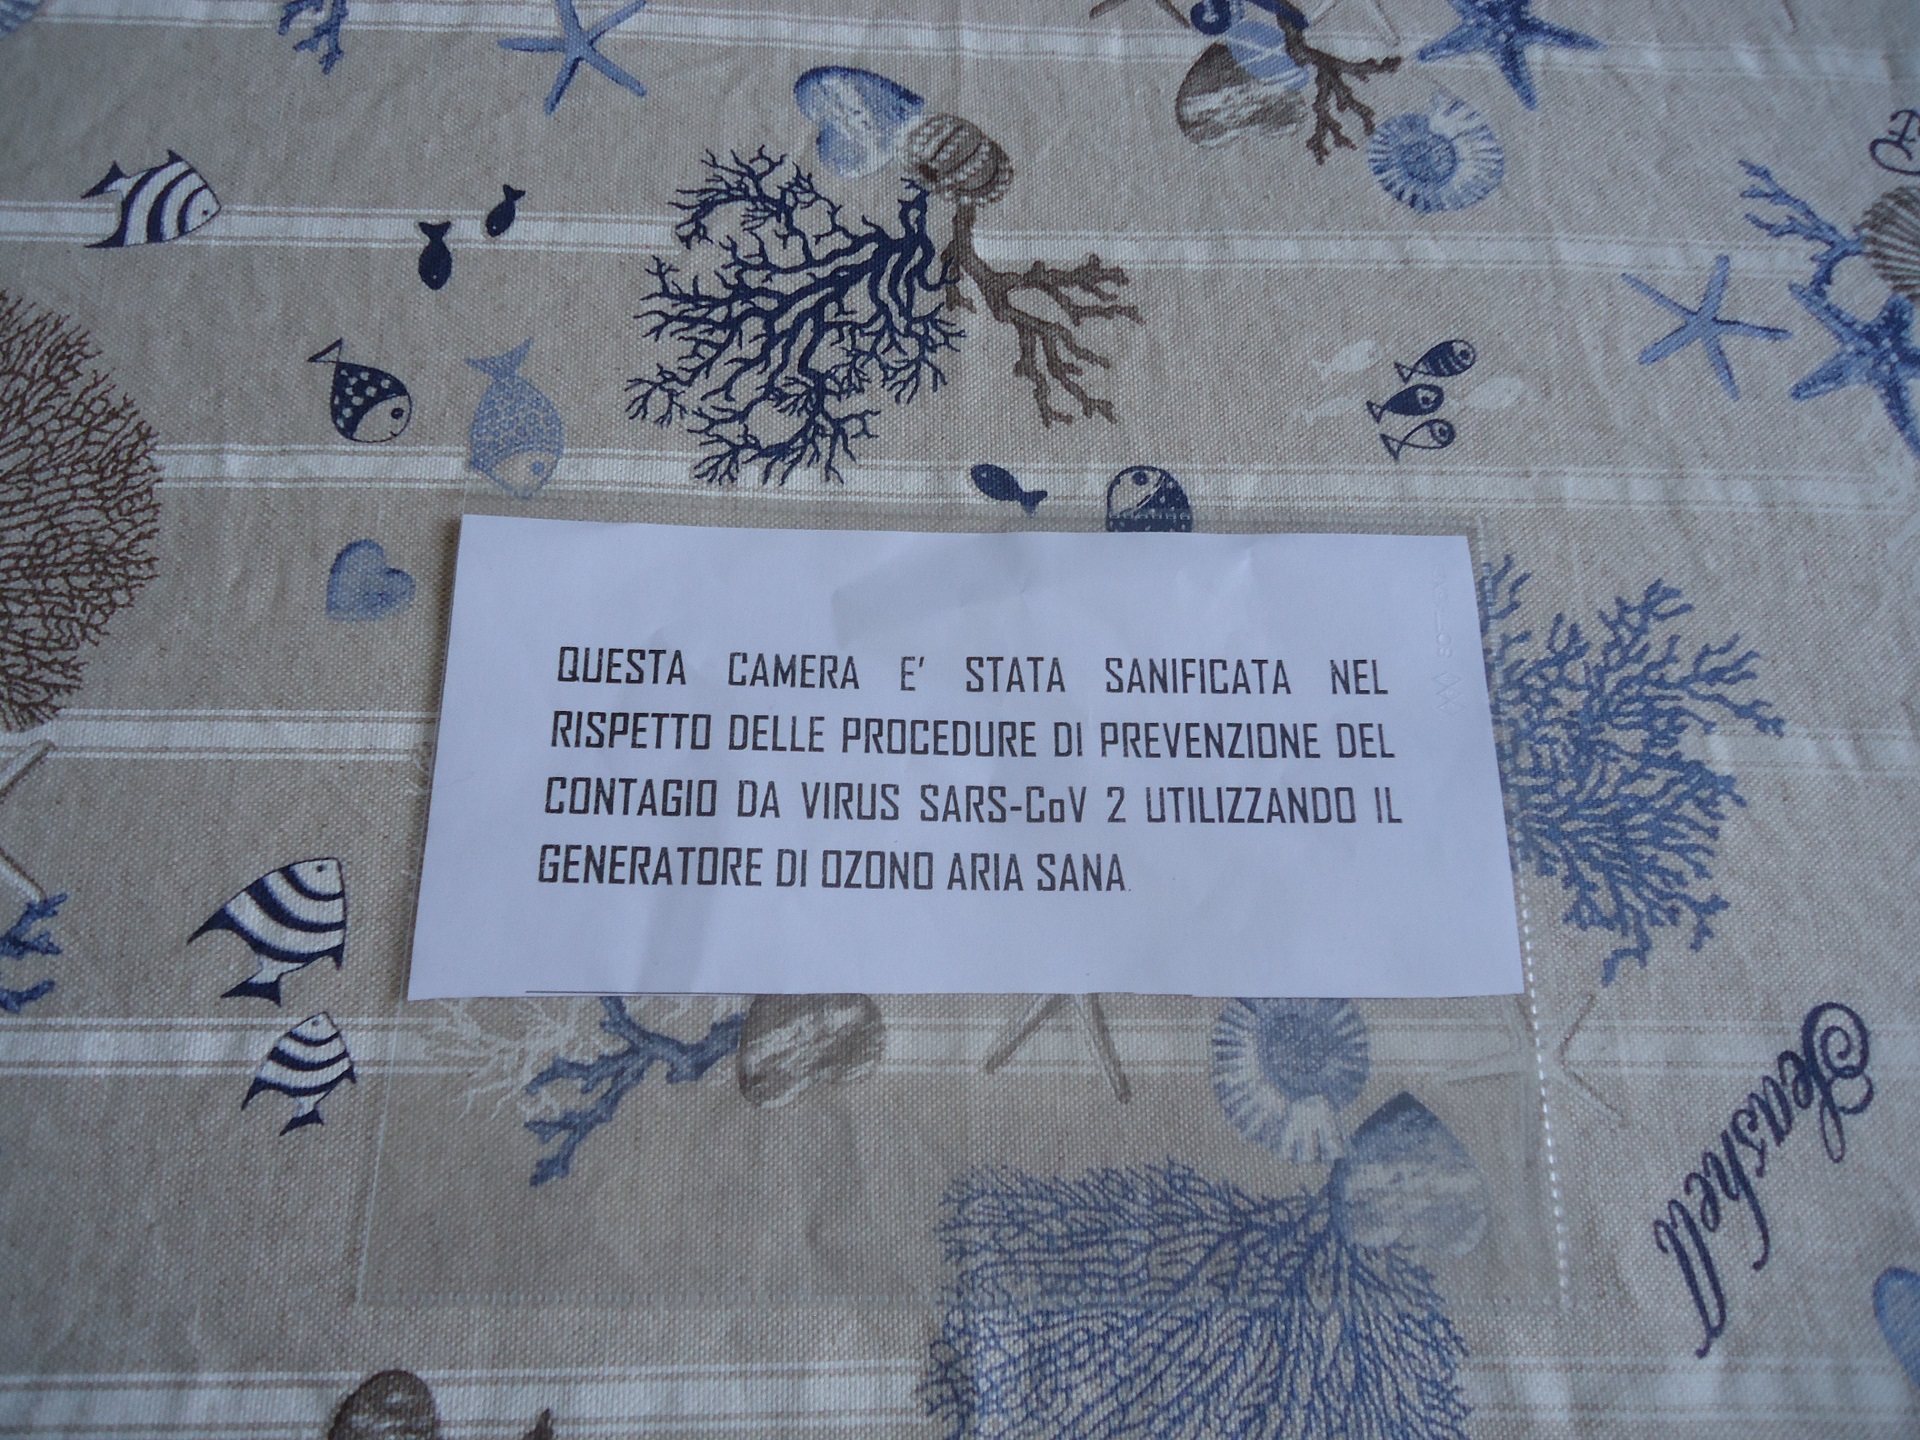 QUESTA CAMERA E' STATA SANIFICATA NEL
RISPETTO DELLE PROCEDURE DI PREVENZIONE DEL
CONTAGIO DA VIRUS SARS-CoV 2 UTILIZZANDO IL
GENERATORE DI OZONO ARIA SANA.
Seashell